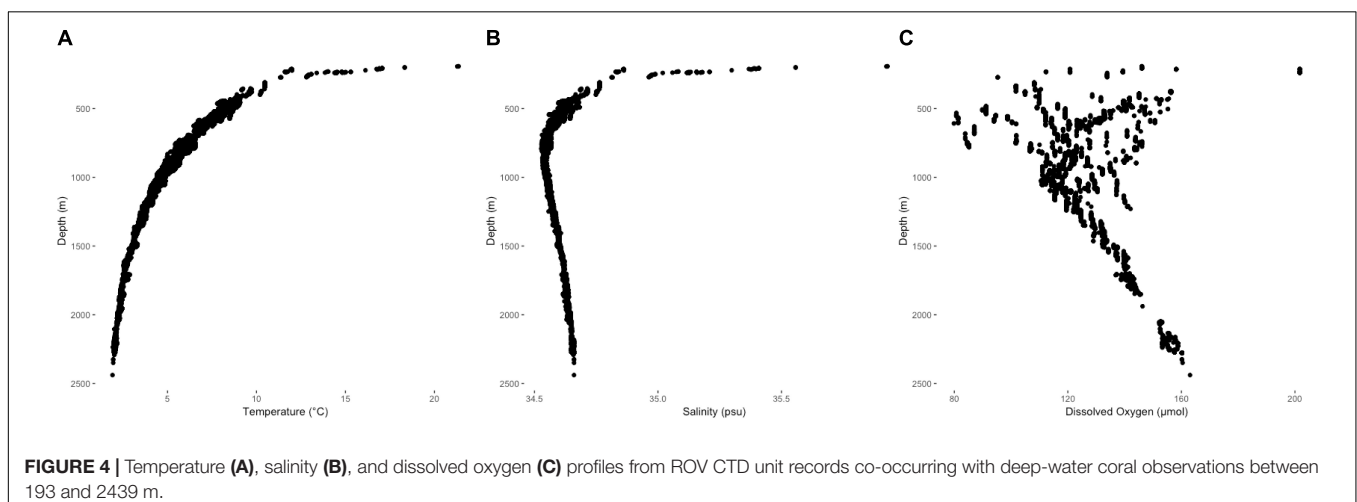 A
B
C
500
1000
1500
2000
2500
Depth (m)
5
10
15
20
Temperature (°C)
500
1000
1500
2000
2500
Depth (m)
34.5
35.0
35.5
Salinity (psu)
500
1000
1500
2000
2500
Depth (m)
80
120
160
200
Dissolved Oxygen (μmol)
FIGURE 4 | Temperature (A), salinity (B), and dissolved oxygen (C) profiles from ROV CTD unit records co-occurring with deep-water coral observations between
193 and 2439 m.